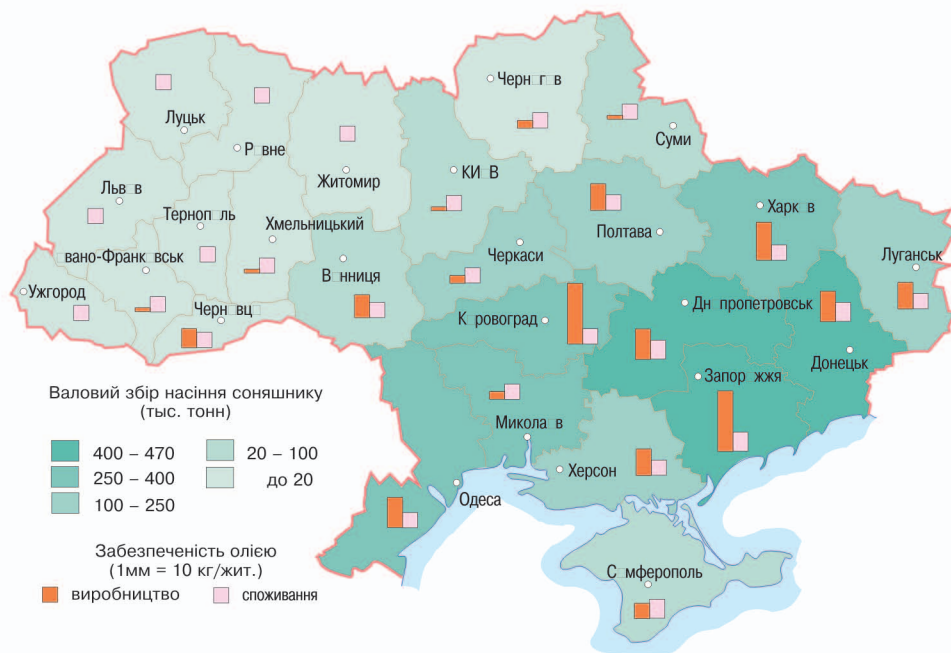 Черн□г□в
Луцьк
Р□вне
Житомир
КИ□В
Суми
Льв□в
Терноп□ль
Хмельницький
Харк□в
Полтава
Луганськ
вано-Франк□вськ
В□нниця
Черкаси
Ужгород
Черн□вц□
К□ровоград
Дн□пропетровськ
Донецьк
Запор□жжя
Микола□в
Херсон
Одеса
С□мферополь
Валовий збір насіння соняшнику
(тыс. тонн)
400 – 470
20 – 100
250 – 400
до 20
100 – 250
Забезпеченість олією
(1мм = 10 кг/жит.)
виробництво
споживання